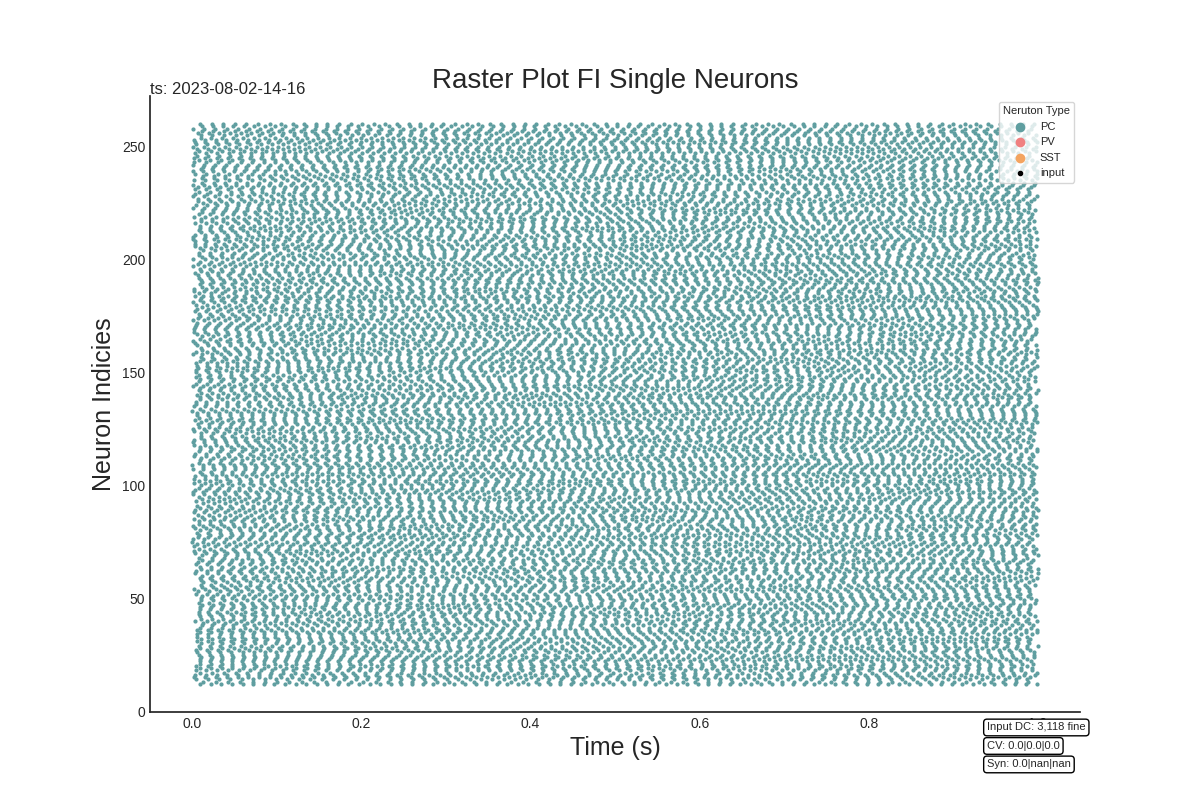 Raster Plot FI Single Neurons
ts: 2023-08-02-14-16
Neruton Type
PC
PV
SST
input
250
200
150
100
50
0
Neuron Indicies
0.0 0.2 0.4 0.6 0.8
Time (s)
Input DC: 3,118 fine
CV: 0.0|0.0|0.0
Syn: 0.0|nan|nan